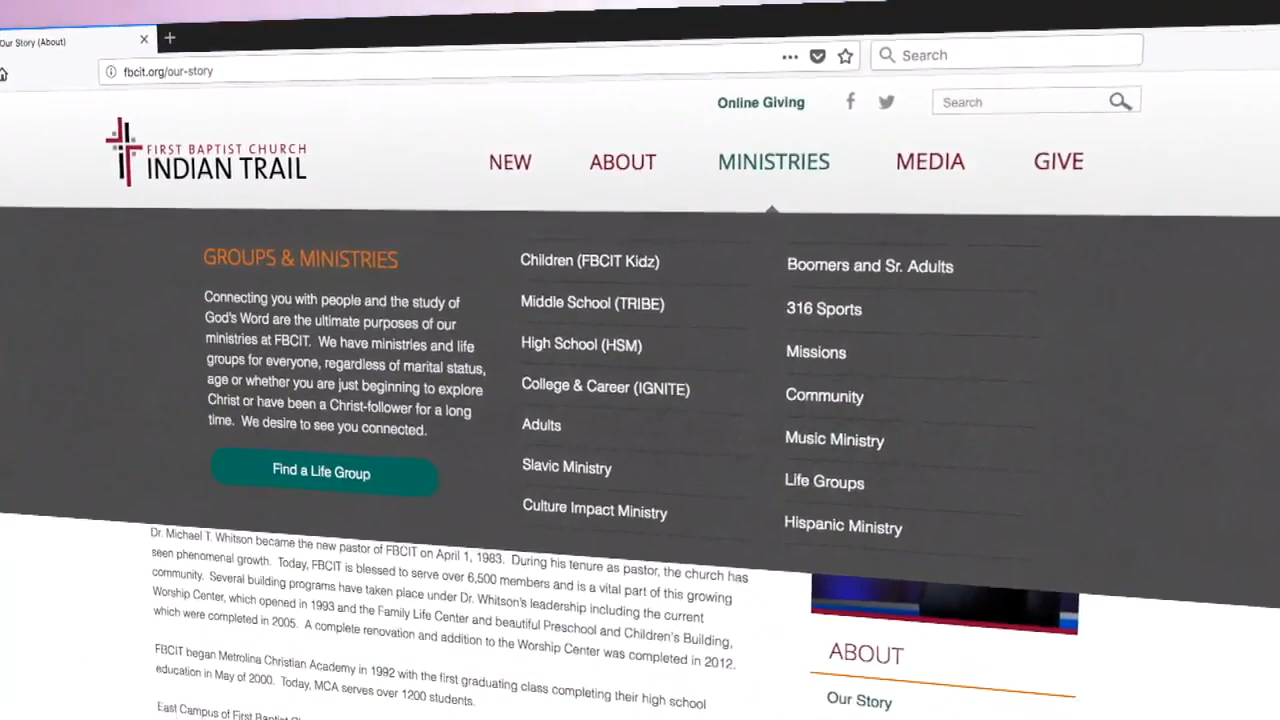 Our Story (About)
fbcit.org/our-story
Search
Online Giving
Search
FIRST BAPTIST CHURCH
INDIAN TRAIL
NEW
ABOUT
MINISTRIES
MEDIA
GIVE
GROUPS & MINISTRIES
Connecting you with people and the study of
God's Word are the ultimate purposes of our
ministries at FBCIT. We have ministries and life
groups for everyone, regardless of marital status,
age or whether you are just beginning to explore
Christ or have been a Christ-follower for a long
time. We desire to see you connected.
Find a Life Group
Children (FBCIT Kidz)
Middle School (TRIBE)
High School (HSM)
College & Career (IGNITE)
Adults
Slavic Ministry
Culture Impact Ministry
Boomers and Sr. Adults
316 Sports
Missions
Community
Music Ministry
Life Groups
Hispanic Ministry
Dr. Michael T. Whitson became the new pastor of FBCIT on April 1, 1983. During his tenure as pastor, the church has
seen phenomenal growth. Today, FBCIT is blessed to serve over 6,500 members and is a vital part of this growing
community. Several building programs have taken place under Dr. Whitson's leadership including the current
Worship Center, which opened in 1993 and the Family Life Center and beautiful Preschool and Children's Building,
which were completed in 2005. A complete renovation and addition to the Worship Center was completed in 2012.
FBCIT began Metrolina Christian Academy in 1992 with the first graduating class completing their high school
education in May of 2000. Today, MCA serves over 1200 students.
East Campus of First Baptist
ABOUT
Our Story